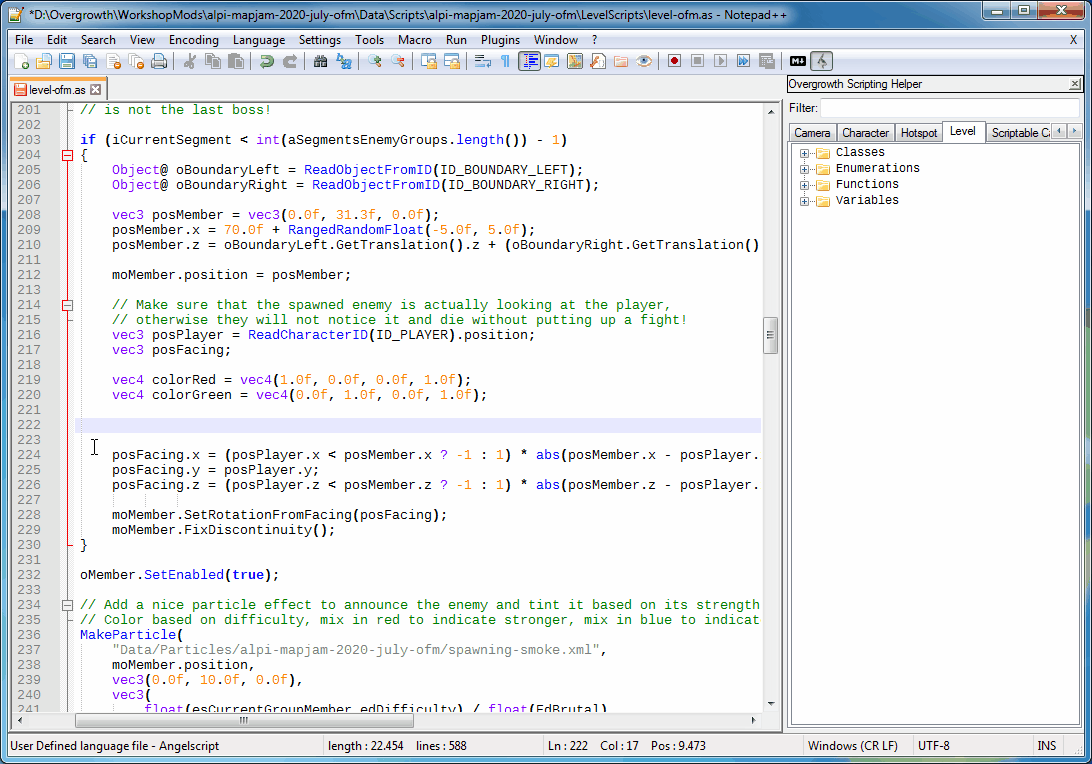 *D:\Overgrowth\WorkshopMods\alpi-mapjam-2020-july-ofm\Data\Scripts\alpi-mapjam-2020-july-ofm\LevelScripts\level-ofm.as - Notepad++
File Edit Search View Encoding Language Settings Tools Macro Run Plugins Window ? X
level-ofm.as
Overgrowth Scripting Helper
Filter:
Camera Character Hotspot Level Scriptable Ca
Classes
Enumerations
Functions
Variables
201 // is not the last boss!
202
203 if (iCurrentSegment < int(aSegmentsEnemyGroups.length()) - 1)
204 {
205 Object@ oBoundaryLeft = ReadObjectFromID(ID_BOUNDARY_LEFT);
206 Object@ oBoundaryRight = ReadObjectFromID(ID_BOUNDARY_RIGHT);
207
208 vec3 posMember = vec3(0.0f, 31.3f, 0.0f);
209 posMember.x = 70.0f + RangedRandomFloat(-5.0f, 5.0f);
210 posMember.z = oBoundaryLeft.GetTranslation().z + (oBoundaryRight.GetTranslation()
211
212 moMember.position = posMember;
213
214 // Make sure that the spawned enemy is actually looking at the player,
215 // otherwise they will not notice it and die without putting up a fight!
216 vec3 posPlayer = ReadCharacterID(ID_PLAYER).position;
217 vec3 posFacing;
218
219 vec4 colorRed = vec4(1.0f, 0.0f, 0.0f, 1.0f);
220 vec4 colorGreen = vec4(0.0f, 1.0f, 0.0f, 1.0f);
221
222
223
224 posFacing.x = (posPlayer.x < posMember.x ? -1 : 1) * abs(posMember.x - posPlayer.
225 posFacing.y = posPlayer.y;
226 posFacing.z = (posPlayer.z < posMember.z ? -1 : 1) * abs(posMember.z - posPlayer.
227
228 moMember.SetRotationFromFacing(posFacing);
229 moMember.FixDiscontinuity();
230 }
231
232 oMember.SetEnabled(true);
233
234 // Add a nice particle effect to announce the enemy and tint it based on its strength
235 // Color based on difficulty, mix in red to indicate stronger, mix in blue to indicat
236 MakeParticle(
237 "Data/Particles/alpi-mapjam-2020-july-ofm/spawning-smoke.xml",
238 moMember.position,
239 vec3(0.0f, 10.0f, 0.0f),
240 vec3(
241 float(esCurrentGroupMember.edDifficulty) / float(EdBrutal)
User Defined language file - Angelscript length : 22.454 lines : 588 Ln : 222 Col : 17 Pos : 9.473 Windows (CR LF) UTF-8 INS